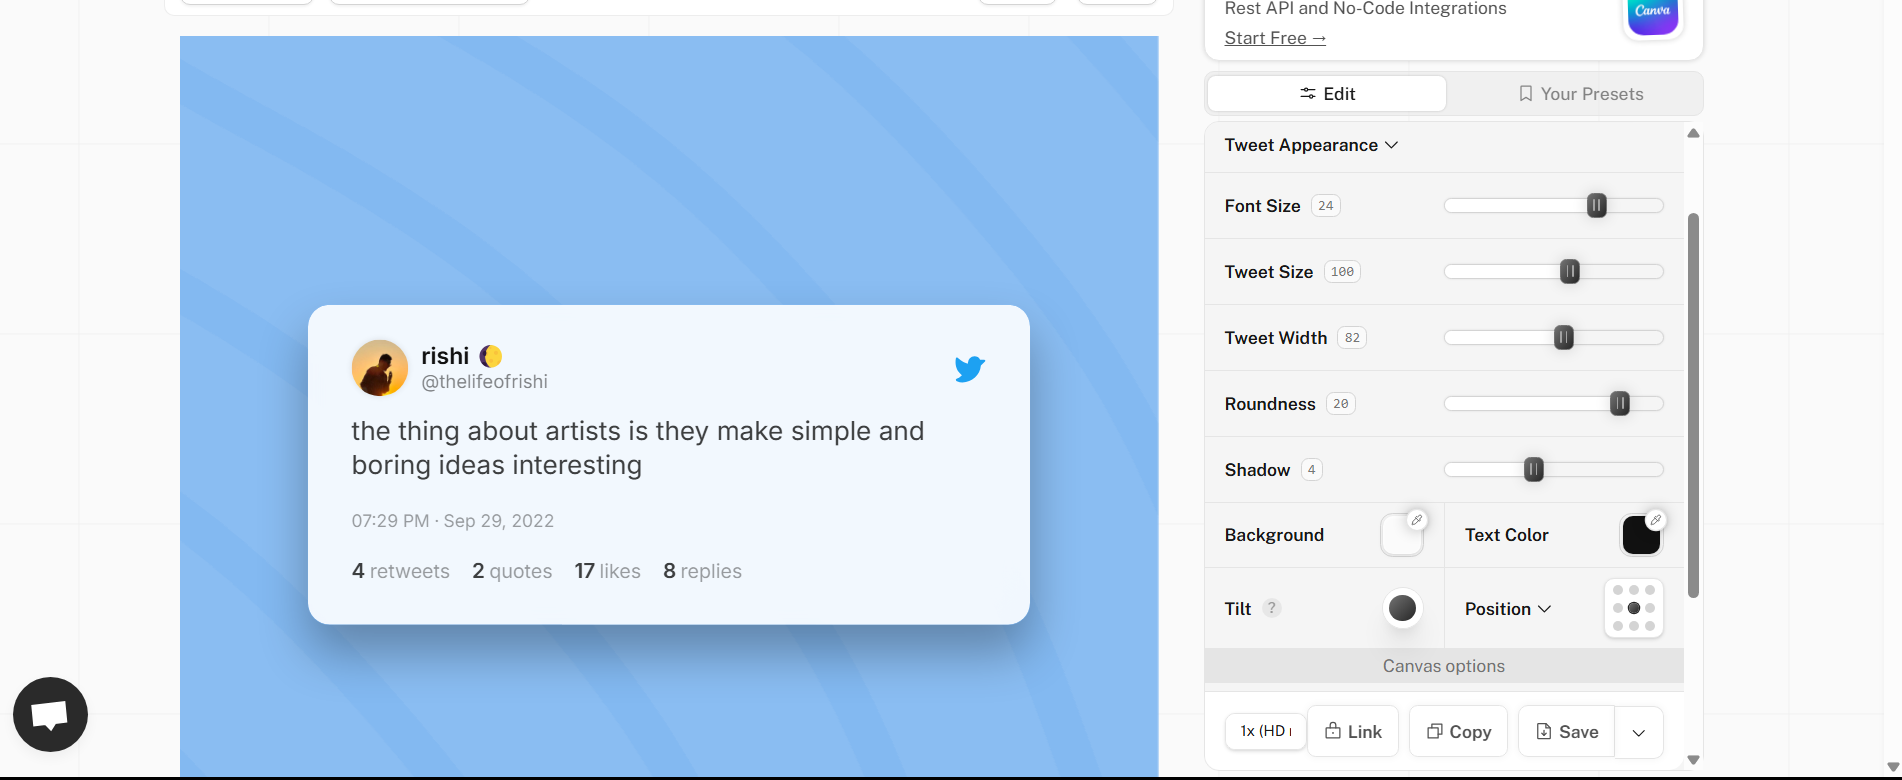 Rest API and No-Code Integrations
Start Free →
Canva
Edit
Your Presets
Tweet Appearance
Font Size 24
Tweet Size 100
Tweet Width 82
Roundness 20
Shadow 4
Background
Text Color
Tilt ?
Position
Canvas options
1x (HD
Link
Copy
Save
rishi
@thelifeofrishi
the thing about artists is they make simple and
boring ideas interesting
07:29 PM · Sep 29, 2022
4 retweets 2 quotes 17 likes 8 replies